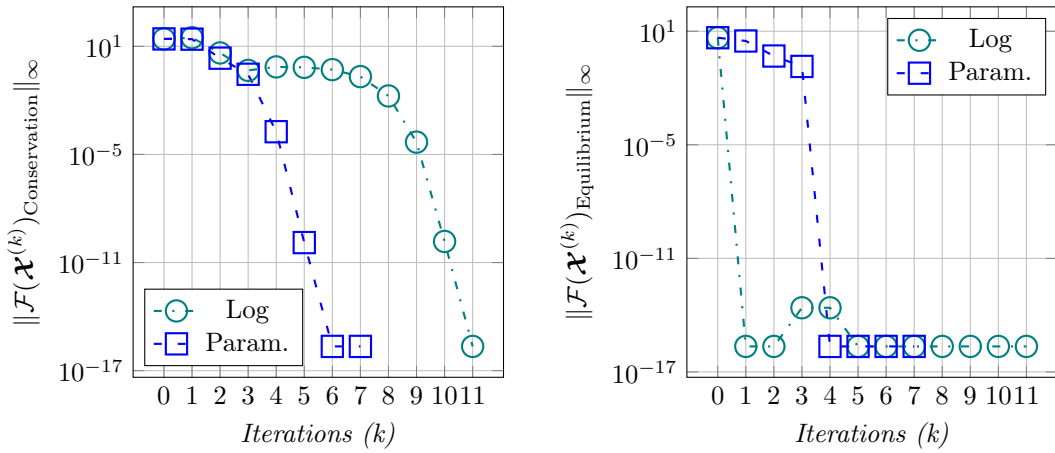 ‖𝓕(𝓧^(k))_Conservation‖_∞
10^1
10^−5
10^−11
10^−17
Log
Param.
0 1 2 3 4 5 6 7 8 9 10 11
Iterations (k)
‖𝓕(𝓧^(k))_Equilibrium‖_∞
10^1
10^−5
10^−11
10^−17
Log
Param.
0 1 2 3 4 5 6 7 8 9 10 11
Iterations (k)